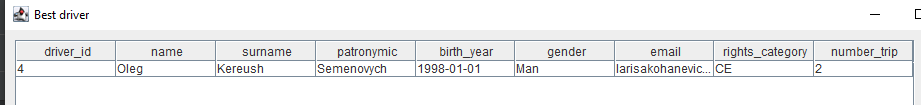 Best driver
driver_id name surname patronymic birth_year gender email rights_category number_trip
4 Oleg Kereush Semenovych 1998-01-01 Man larisakohanevic... CE 2